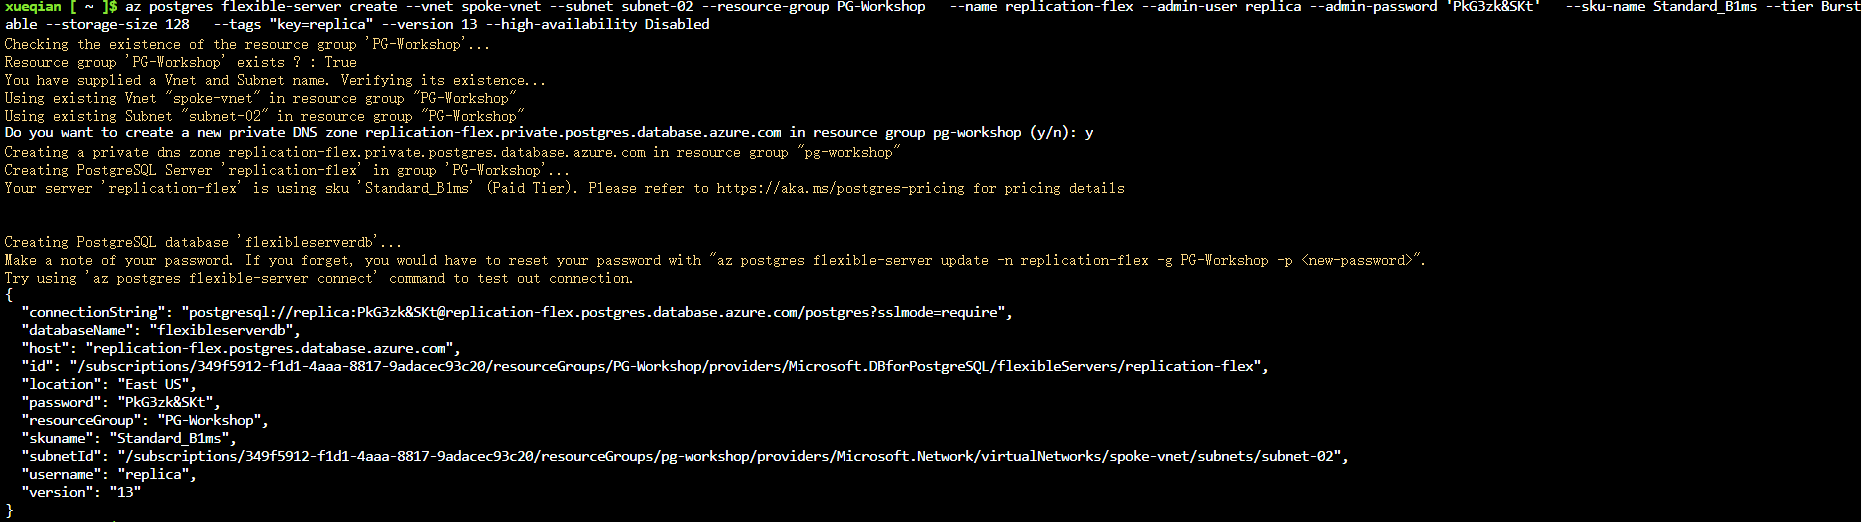 xueqian [ ~ ]$ az postgres flexible-server create --vnet spoke-vnet --subnet subnet-02 --resource-group PG-Workshop   --name replication-flex --admin-user replica --admin-password 'PkG3zk&SKt'   --sku-name Standard_B1ms --tier Burst
able --storage-size 128   --tags "key=replica" --version 13 --high-availability Disabled
Checking the existence of the resource group 'PG-Workshop'...
Resource group 'PG-Workshop' exists ? : True
You have supplied a Vnet and Subnet name. Verifying its existence...
Using existing Vnet "spoke-vnet" in resource group "PG-Workshop"
Using existing Subnet "subnet-02" in resource group "PG-Workshop"
Do you want to create a new private DNS zone replication-flex.private.postgres.database.azure.com in resource group pg-workshop (y/n): y
Creating a private dns zone replication-flex.private.postgres.database.azure.com in resource group "pg-workshop"
Creating PostgreSQL Server 'replication-flex' in group 'PG-Workshop'...
Your server 'replication-flex' is using sku 'Standard_B1ms' (Paid Tier). Please refer to https://aka.ms/postgres-pricing for pricing details
Creating PostgreSQL database 'flexibleserverdb'...
Make a note of your password. If you forget, you would have to reset your password with "az postgres flexible-server update -n replication-flex -g PG-Workshop -p <new-password>".
Try using 'az postgres flexible-server connect' command to test out connection.
{
  "connectionString": "postgresql://replica:PkG3zk&SKt@replication-flex.postgres.database.azure.com/postgres?sslmode=require",
  "databaseName": "flexibleserverdb",
  "host": "replication-flex.postgres.database.azure.com",
  "id": "/subscriptions/349f5912-f1d1-4aaa-8817-9adacec93c20/resourceGroups/PG-Workshop/providers/Microsoft.DBforPostgreSQL/flexibleServers/replication-flex",
  "location": "East US",
  "password": "PkG3zk&SKt",
  "resourceGroup": "PG-Workshop",
  "skuname": "Standard_B1ms",
  "subnetId": "/subscriptions/349f5912-f1d1-4aaa-8817-9adacec93c20/resourceGroups/pg-workshop/providers/Microsoft.Network/virtualNetworks/spoke-vnet/subnets/subnet-02",
  "username": "replica",
  "version": "13"
}